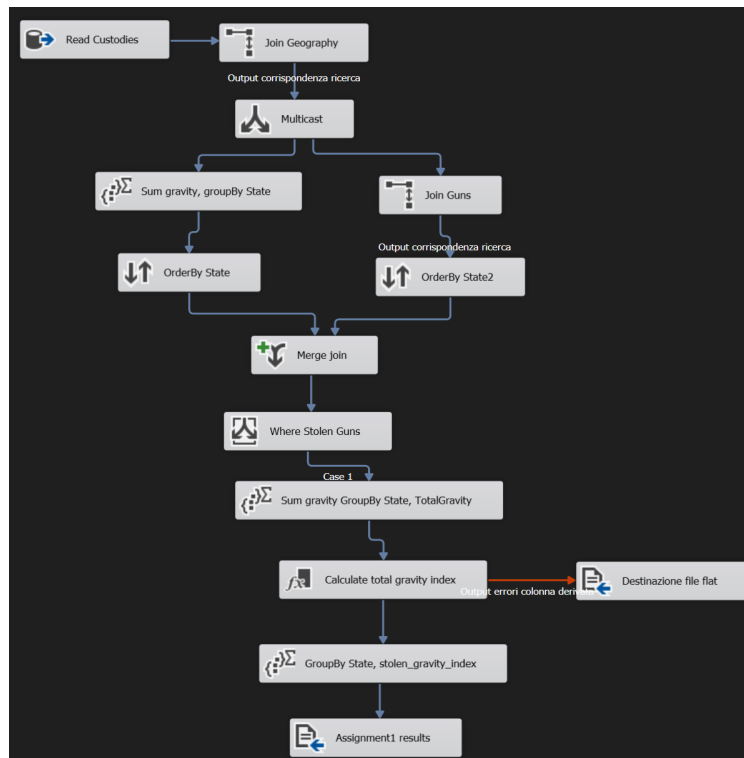 Read Custodies
Join Geography
Output corrispondenza ricerca
Multicast
Sum gravity, groupBy State
Join Guns
Output corrispondenza ricerca
OrderBy State
OrderBy State2
Merge join
Where Stolen Guns
Case 1
Sum gravity GroupBy State, TotalGravity
Calculate total gravity index
Output errori colonna derivata
Destinazione file flat
GroupBy State, stolen_gravity_index
Assignment1 results